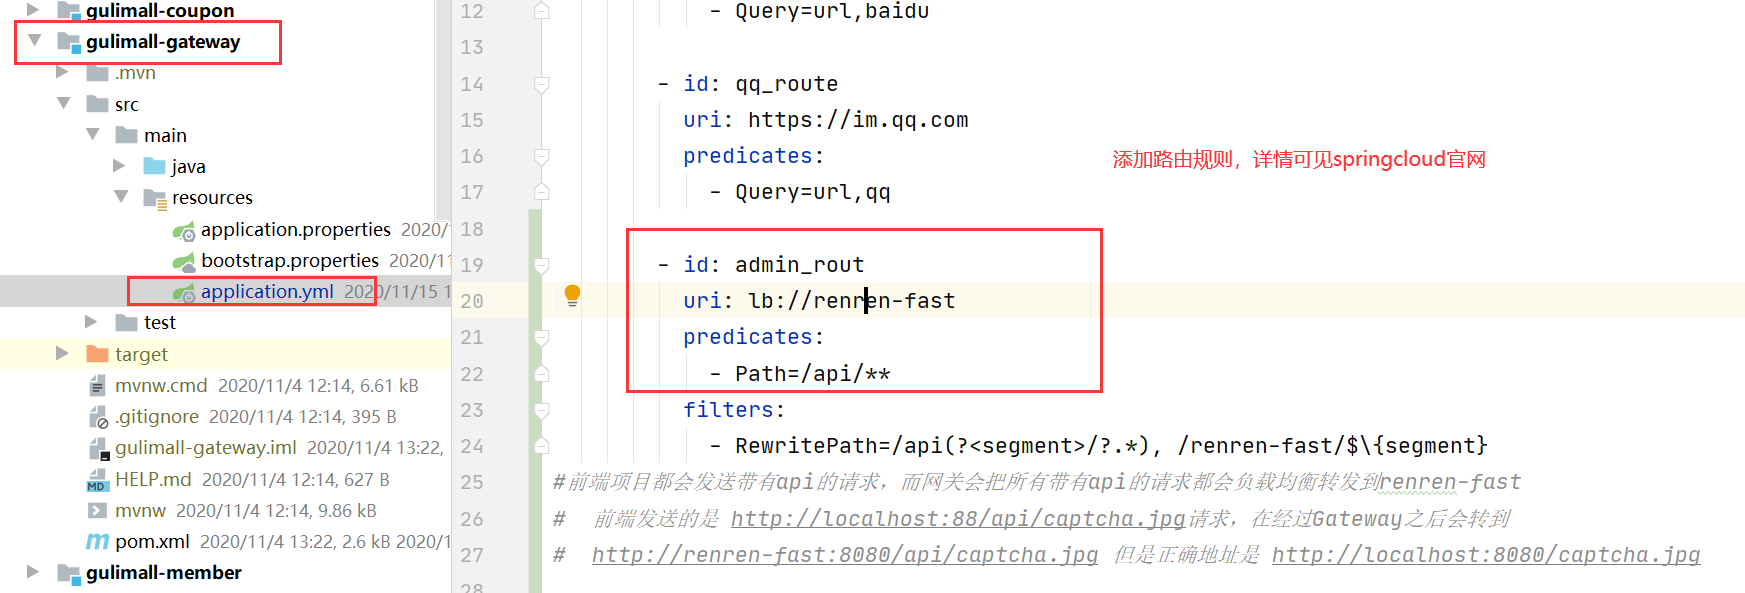 gulimall-coupon
gulimall-gateway
.mvn
src
main
java
resources
application.properties 2020/
bootstrap.properties 2020/11
application.yml 2020/11/15 1
test
target
mvnw.cmd 2020/11/4 12:14, 6.61 kB
.gitignore 2020/11/4 12:14, 395 B
gulimall-gateway.iml 2020/11/4 13:22,
HELP.md 2020/11/4 12:14, 627 B
mvnw 2020/11/4 12:14, 9.86 kB
pom.xml 2020/11/4 13:22, 2.6 kB 2020/1
gulimall-member
12 - Query=url,baidu
13
14 - id: qq_route
15 uri: https://im.qq.com
16 predicates:
17 - Query=url,qq
18
19 - id: admin_rout
20 uri: lb://renren-fast
21 predicates:
22 - Path=/api/**
23 filters:
24 - RewritePath=/api(?<segment>/?.*), /renren-fast/$\{segment}
25 #前端项目都会发送带有api的请求，而网关会把所有带有api的请求都会负载均衡转发到renren-fast
26 # 前端发送的是 http://localhost:88/api/captcha.jpg请求，在经过Gateway之后会转到
27 # http://renren-fast:8080/api/captcha.jpg 但是正确地址是 http://localhost:8080/captcha.jpg
28
添加路由规则，详情可见springcloud官网